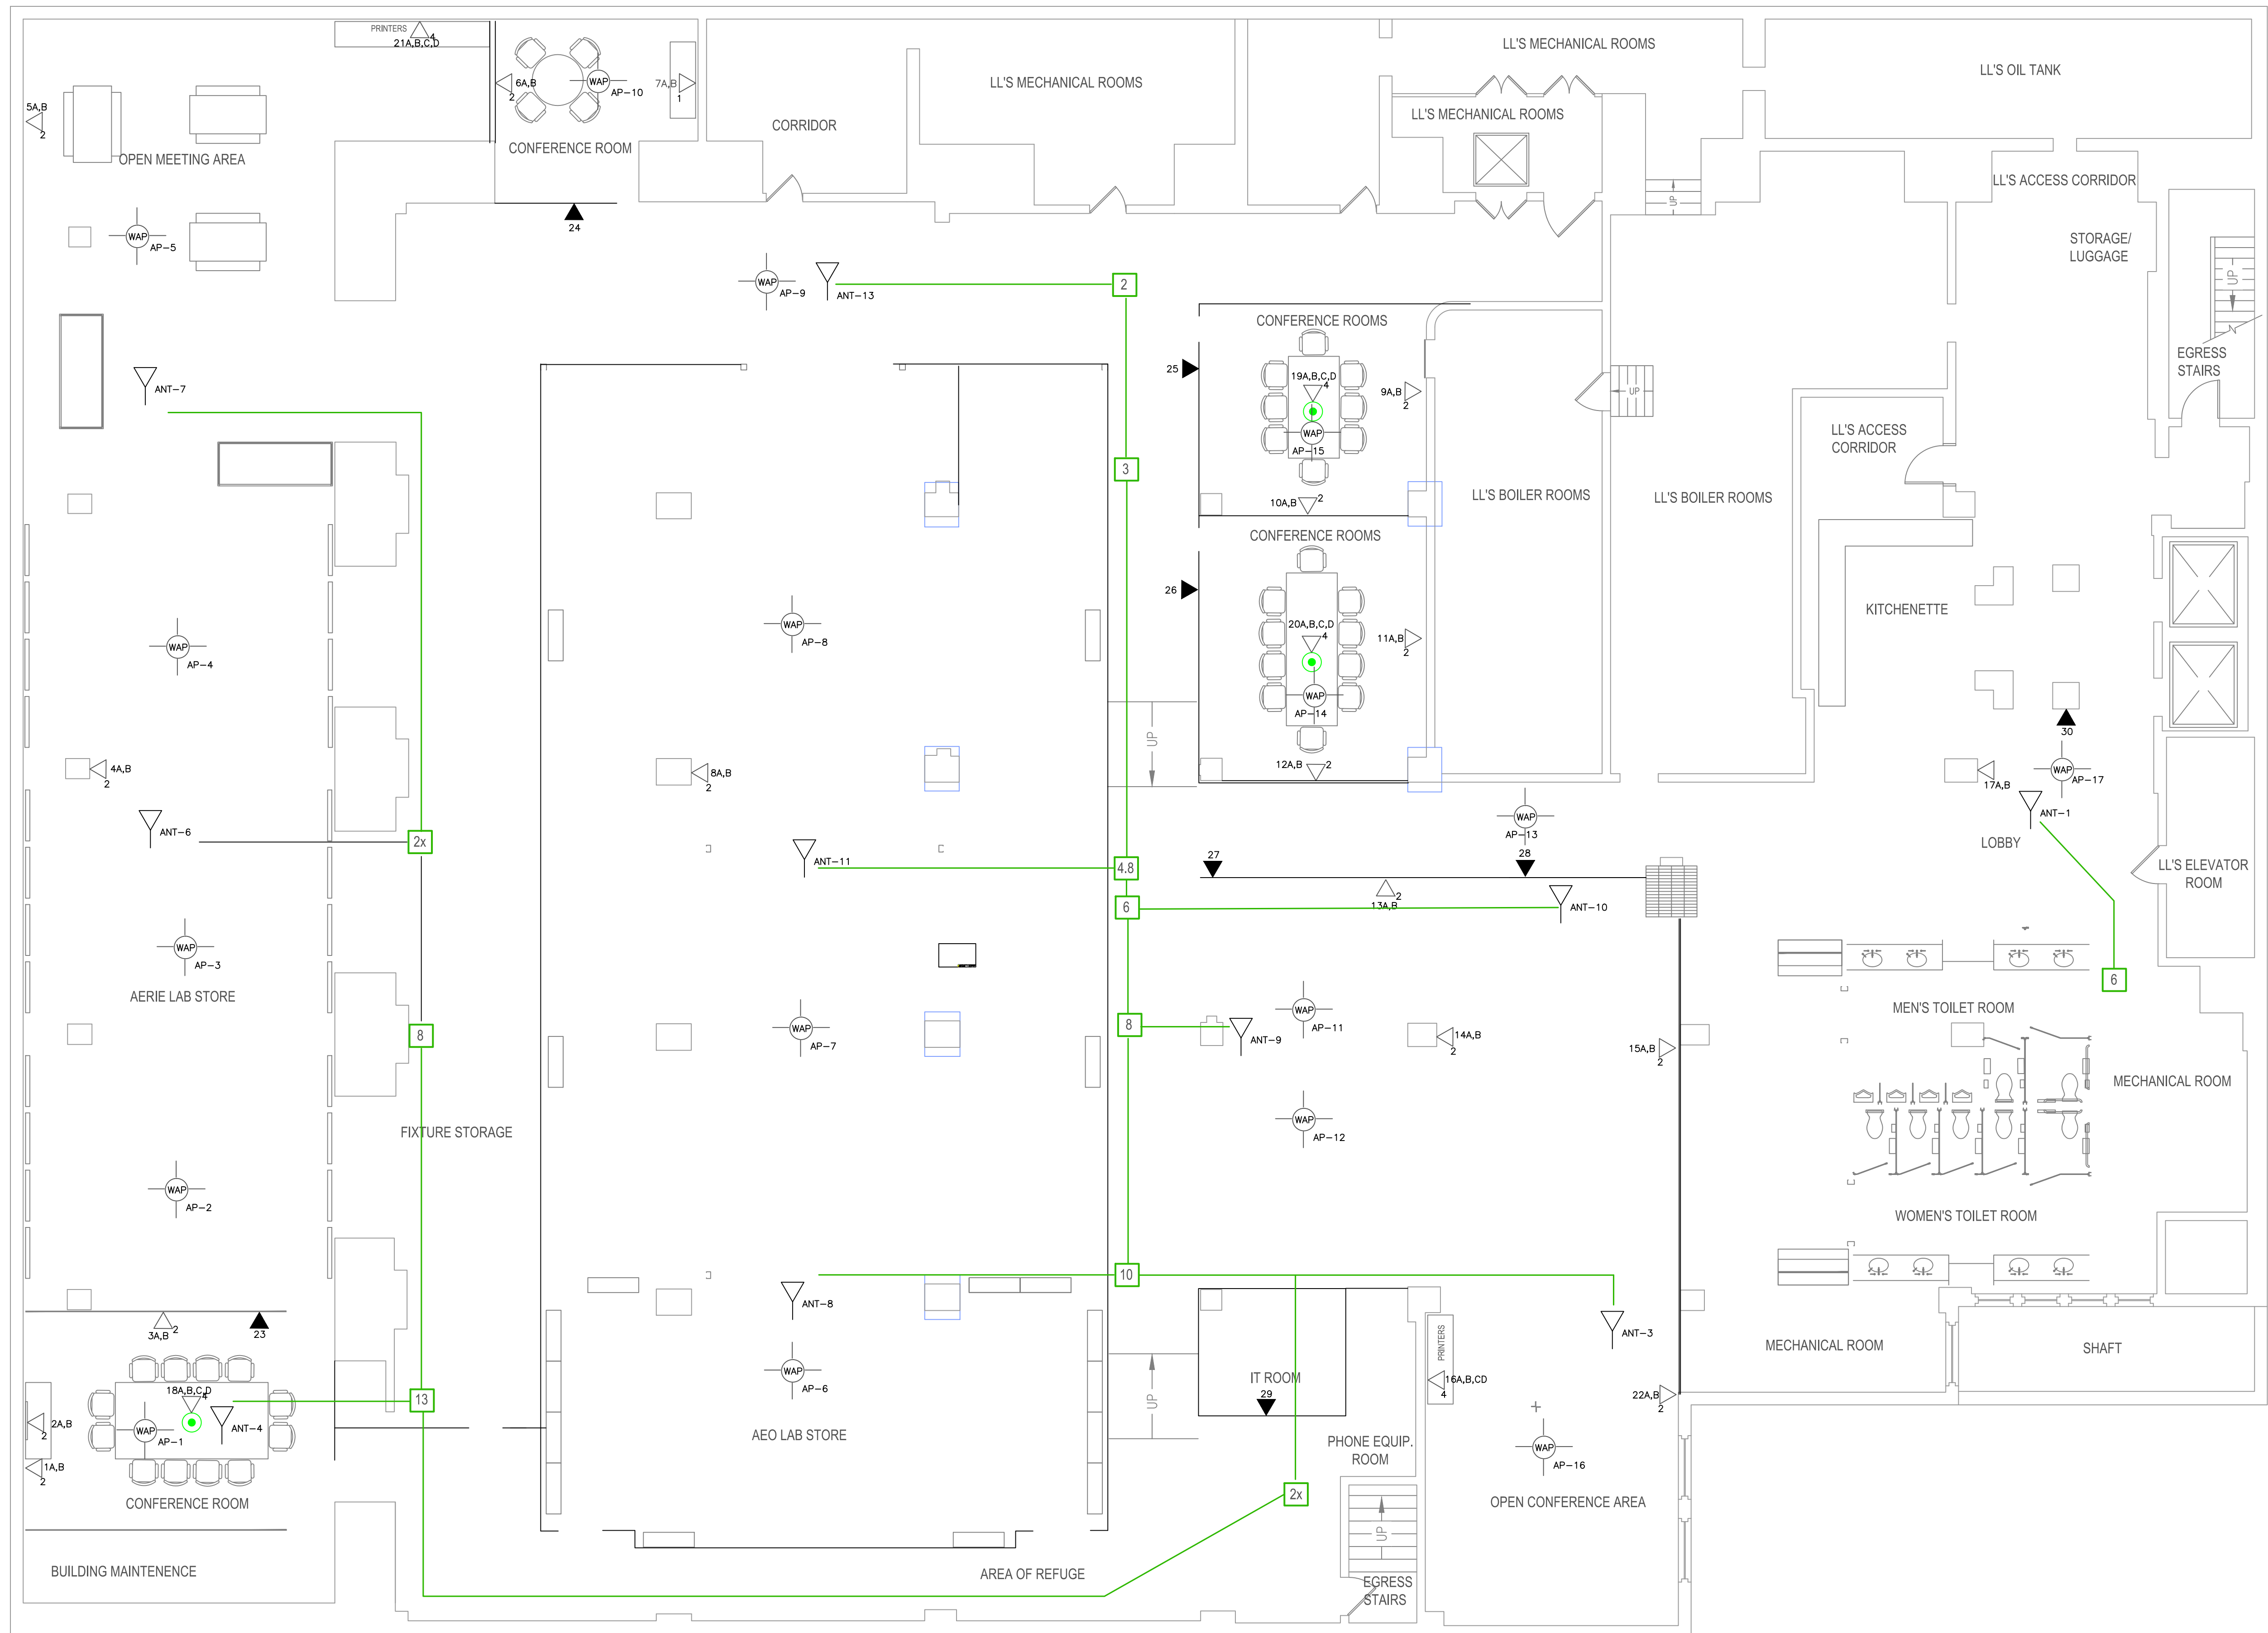 PRINTERS
4
21A,B,C,D
6A,B
2
WAP
AP-10
7A,B
1
CONFERENCE ROOM
24
5A,B
2
OPEN MEETING AREA
WAP
AP-5
CORRIDOR
LL'S MECHANICAL ROOMS
LL'S MECHANICAL ROOMS
LL'S MECHANICAL ROOMS
LL'S OIL TANK
UP
LL'S ACCESS CORRIDOR
STORAGE/
LUGGAGE
UP
EGRESS
STAIRS
WAP
AP-9
ANT-13
2
3
ANT-7
CONFERENCE ROOMS
25
19A,B,C,D
4
WAP
AP-15
9A,B
2
10A,B
2
LL'S BOILER ROOMS
UP
LL'S BOILER ROOMS
LL'S ACCESS
CORRIDOR
CONFERENCE ROOMS
26
20A,B,C,D
4
WAP
AP-14
11A,B
2
12A,B
2
KITCHENETTE
WAP
AP-4
WAP
AP-8
UP
30
4A,B
2
8A,B
2
17A,B
WAP
AP-17
ANT-1
ANT-6
2x
WAP
AP-13
LOBBY
27
28
ANT-11
4.8
LL'S ELEVATOR
ROOM
13A,B
2
6
ANT-10
WAP
AP-3
AERIE LAB STORE
6
8
WAP
AP-7
8
ANT-9
WAP
AP-11
14A,B
2
15A,B
2
MEN'S TOILET ROOM
MECHANICAL ROOM
FIXTURE STORAGE
WAP
AP-12
WAP
AP-2
WOMEN'S TOILET ROOM
10
ANT-8
ANT-3
3A,B
2
23
MECHANICAL ROOM
SHAFT
WAP
AP-6
UP
IT ROOM
29
PRINTERS
16A,B,CD
4
22A,B
2
18A,B,C,D
4
13
2A,B
2
WAP
AP-1
ANT-4
1A,B
2
AEO LAB STORE
PHONE EQUIP.
ROOM
WAP
AP-16
CONFERENCE ROOM
2x
OPEN CONFERENCE AREA
UP
BUILDING MAINTENENCE
AREA OF REFUGE
EGRESS
STAIRS